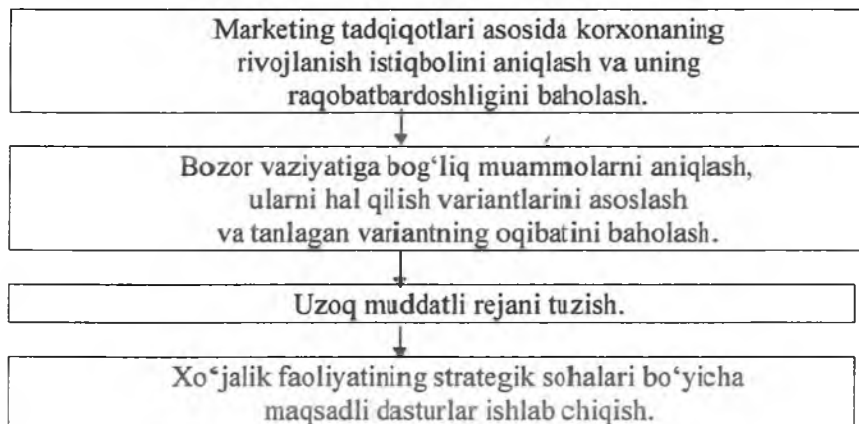 Marketing tadqiqotlari asosida korxonaning
rivojlanish istiqbolini aniqlash va uning
raqobatbardoshligini baholash.
Bozor vaziyatiga bog‘liq muammolarni aniqlash,
ularni hal qilish variantlarini asoslash
va tanlagan variantning oqibatini baholash.
Uzoq muddatli rejani tuzish.
Xo‘jalik faoliyatining strategik sohalari bo‘yicha
maqsadli dasturlar ishlab chiqish.